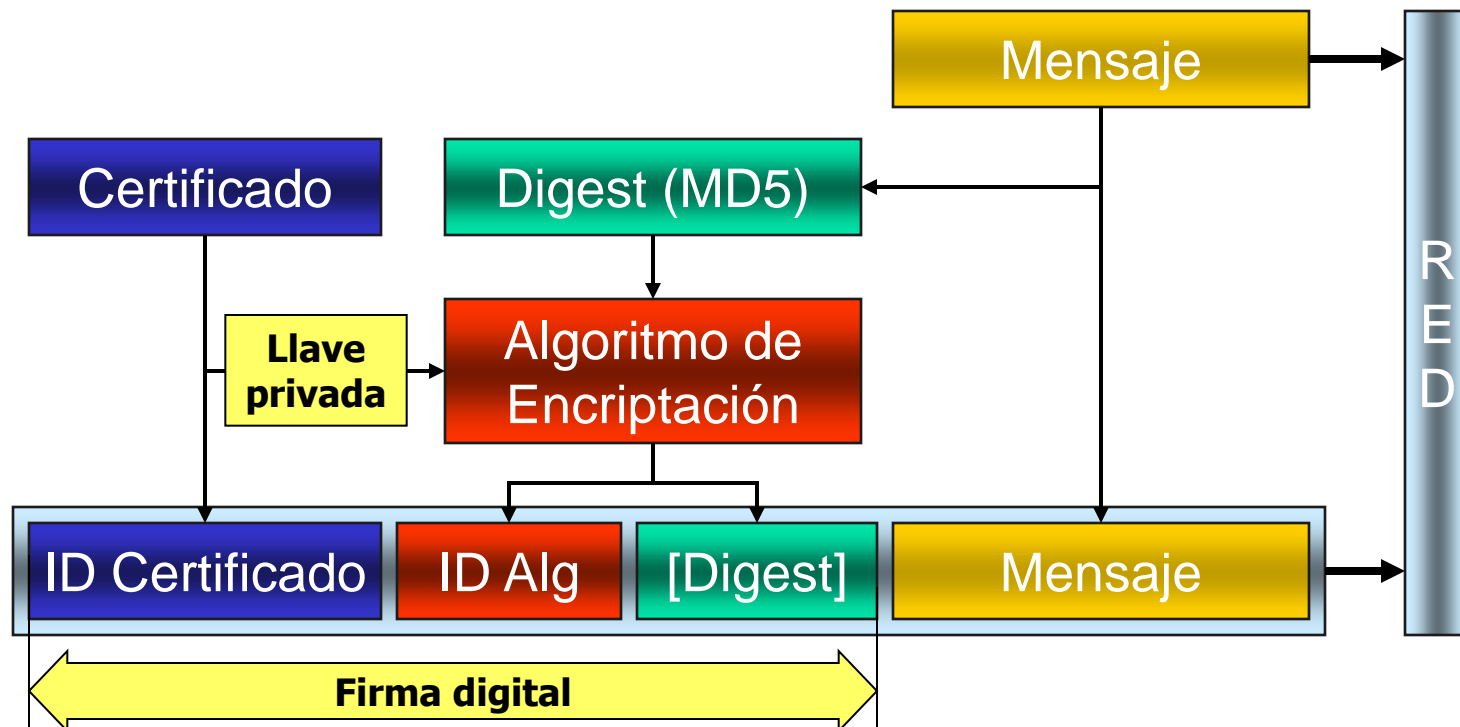 Mensaje
Certificado
Digest (MD5)
Llave
privada
Algoritmo de
Encriptación
R
E
D
ID Certificado
ID Alg
[Digest]
Mensaje
Firma digital